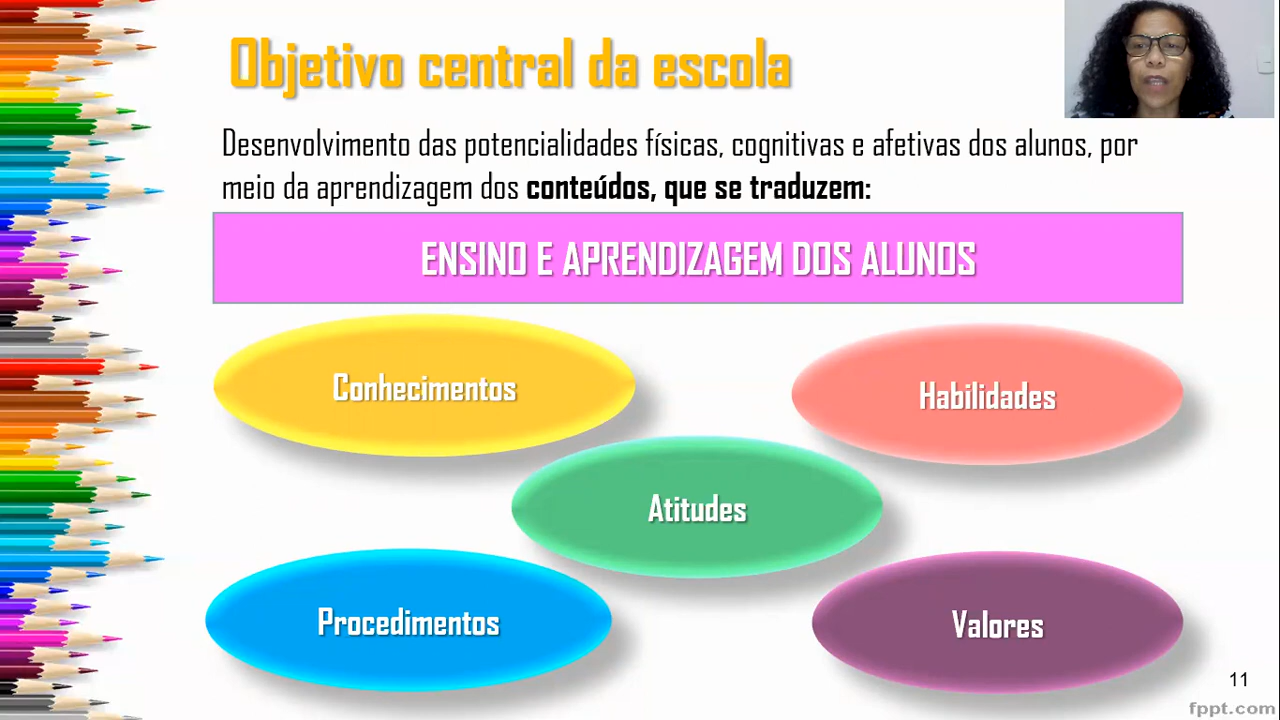 Objetivo central da escola
Desenvolvimento das potencialidades físicas, cognitivas e afetivas dos alunos, por
meio da aprendizagem dos conteúdos, que se traduzem:
ENSINO E APRENDIZAGEM DOS ALUNOS
Conhecimentos
Habilidades
Atitudes
Procedimentos
Valores
11
fppt.com